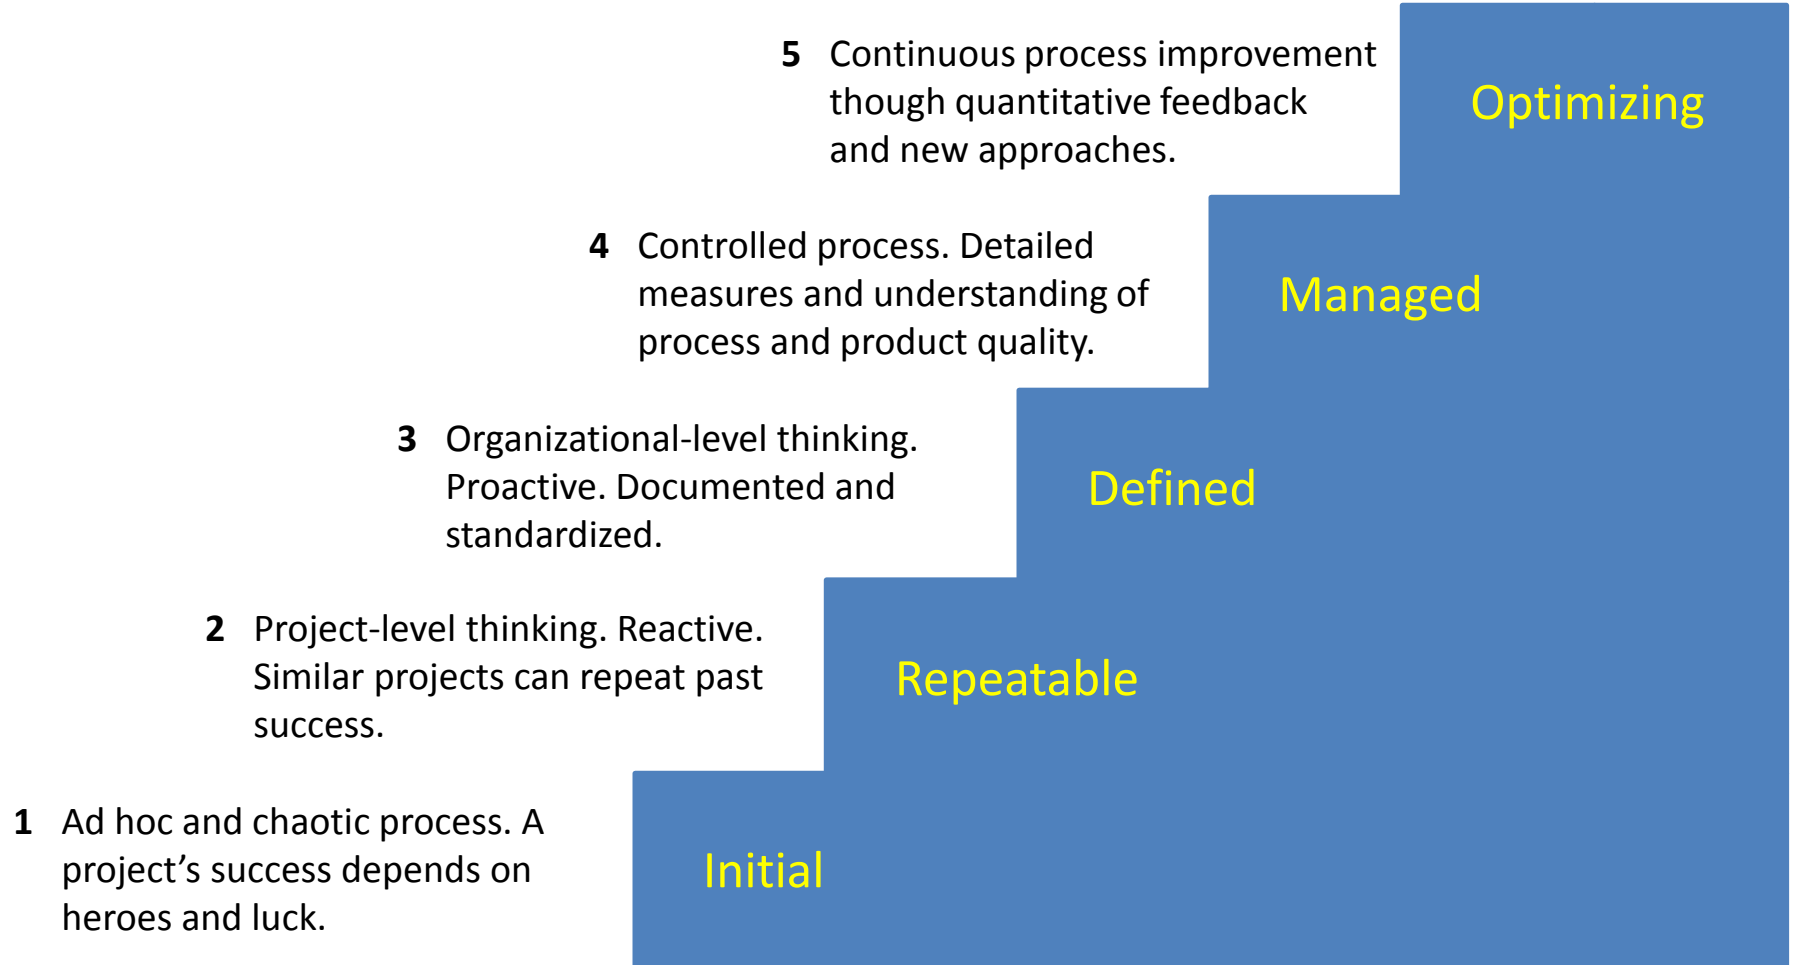 5 Continuous process improvement
though quantitative feedback
and new approaches.
Optimizing
4 Controlled process. Detailed
measures and understanding of
process and product quality.
Managed
3 Organizational-level thinking.
Proactive. Documented and
standardized.
Defined
2 Project-level thinking. Reactive.
Similar projects can repeat past
success.
Repeatable
1 Ad hoc and chaotic process. A
project’s success depends on
heroes and luck.
Initial